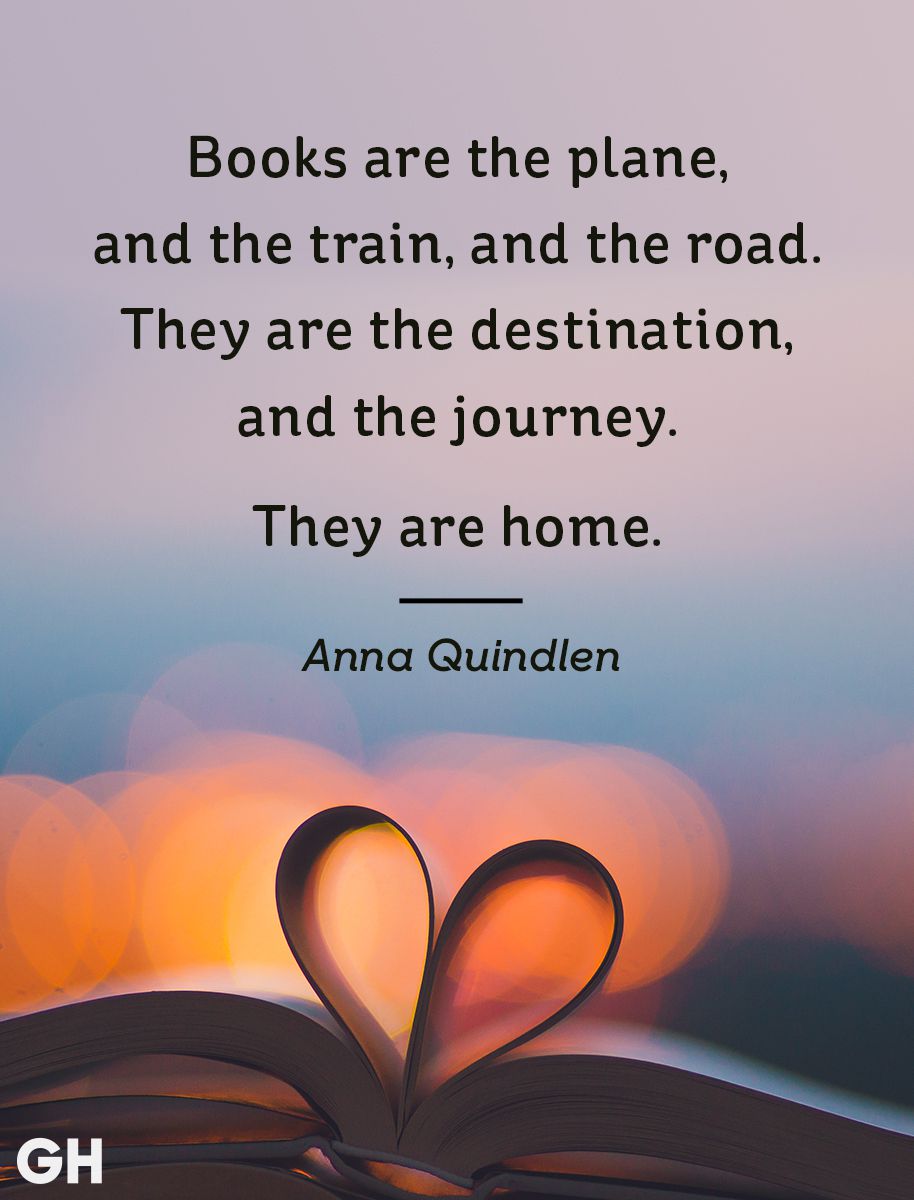 Books are the plane,
and the train, and the road.
They are the destination,
and the journey.
They are home.
Anna Quindlen
GH